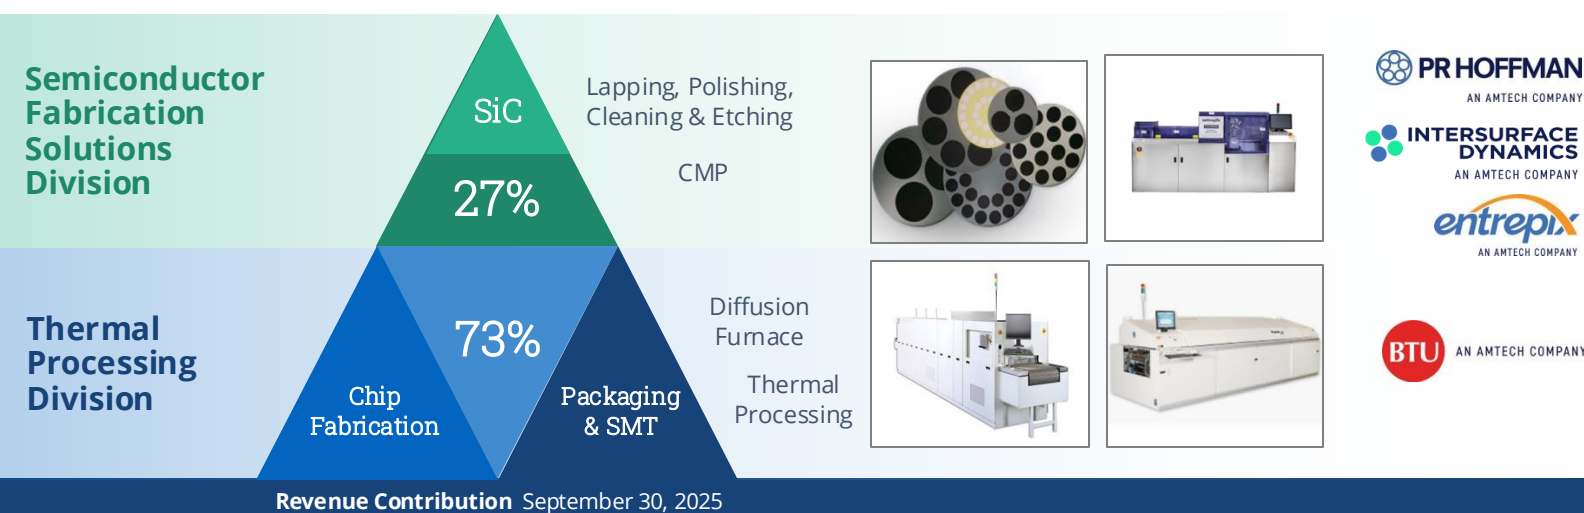 Semiconductor
Fabrication
Solutions
Division
SiC
27%
Lapping, Polishing,
Cleaning & Etching
CMP
PR HOFFMAN
AN AMTECH COMPANY
INTERSURFACE
DYNAMICS
AN AMTECH COMPANY
entrepix
AN AMTECH COMPANY
Thermal
Processing
Division
73%
Chip
Fabrication
Packaging
& SMT
Diffusion
Furnace
Thermal
Processing
BTU
AN AMTECH COMPANY
Revenue Contribution September 30, 2025